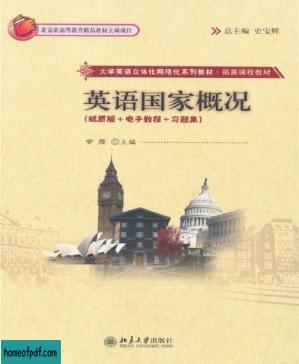 北京市高等教育精品教材立项项目
总主编 史宝辉
大学英语立体化网络化系列教材·拓展课程教材
英语国家概况
(纸质版+电子教程+习题集)
訾缨 ◎主编
北京大学出版社
homeofpdf.com